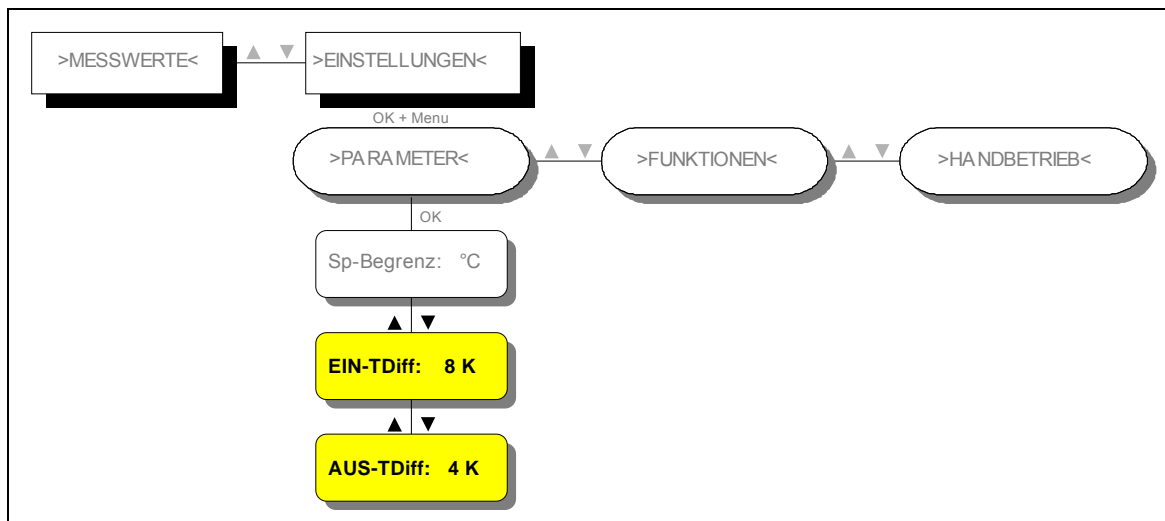 >MESSWERTE<
▲ ▼
>EINSTELLUNGEN<
OK + Menu
>PARAMETER<
▲ ▼
>FUNKTIONEN<
▲ ▼
>HANDBETRIEB<
OK
Sp-Begrenz: °C
▲ ▼
EIN-TDiff: 8 K
▲ ▼
AUS-TDiff: 4 K